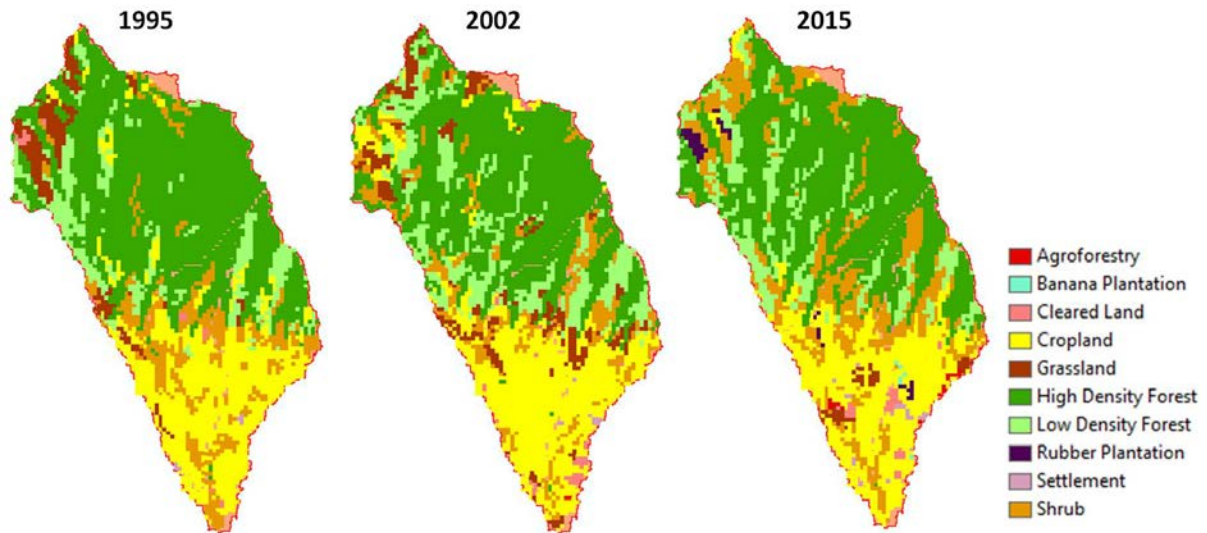 1995
2002
2015
Agroforestry
Banana Plantation
Cleared Land
Cropland
Grassland
High Density Forest
Low Density Forest
Rubber Plantation
Settlement
Shrub